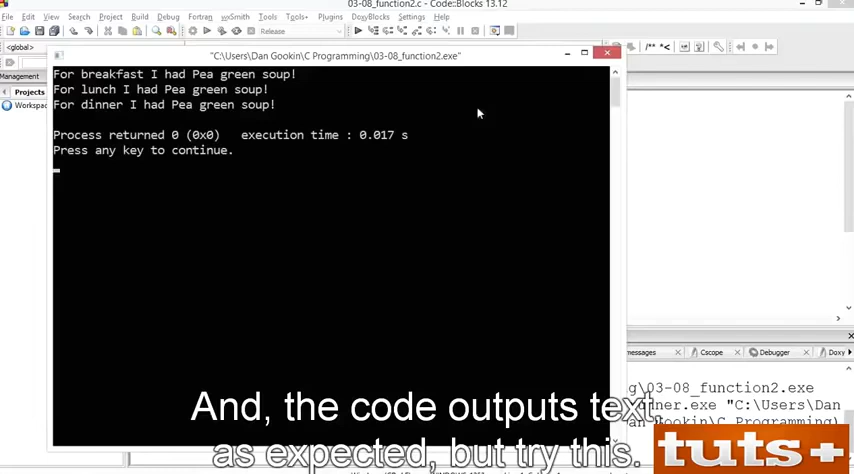 03-08_function2.c - Code::Blocks 13.12
File Edit View Search Project Build Debug Fortran wxSmith Tools Tools+ Plugins DoxyBlocks Settings Help
<global>
Release
/** *<
Management
"C:\Users\Dan Gookin\C Programming\03-08_function2.exe"
Projects
Workspa
For breakfast I had Pea green soup!
For lunch I had Pea green soup!
For dinner I had Pea green soup!
Process returned 0 (0x0) execution time : 0.017 s
Press any key to continue.
messages Cscope Debugger Doxy
g\03-08_function2.exe
nner.exe "C:\Users\Dan
an Gookin\C Programming\
And, the code outputs text,
as expected, but try this.
tuts+